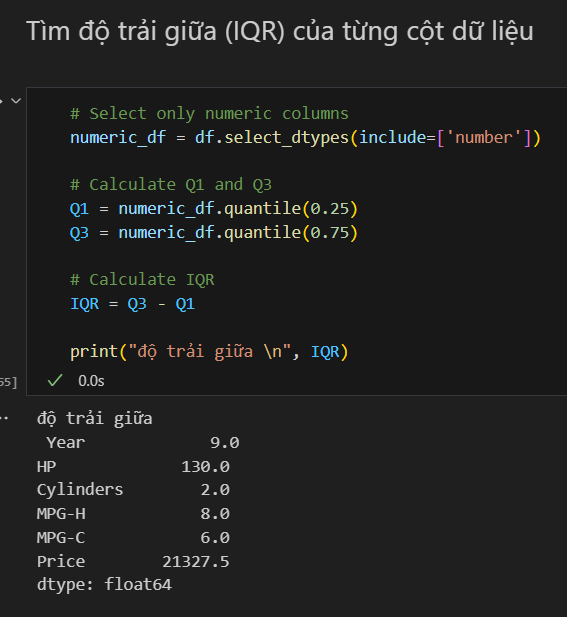 Tìm độ trải giữa (IQR) của từng cột dữ liệu
# Select only numeric columns
numeric_df = df.select_dtypes(include=['number'])
# Calculate Q1 and Q3
Q1 = numeric_df.quantile(0.25)
Q3 = numeric_df.quantile(0.75)
# Calculate IQR
IQR = Q3 - Q1
print("độ trải giữa \n", IQR)
55] 0.0s
độ trải giữa
Year 9.0
HP 130.0
Cylinders 2.0
MPG-H 8.0
MPG-C 6.0
Price 21327.5
dtype: float64